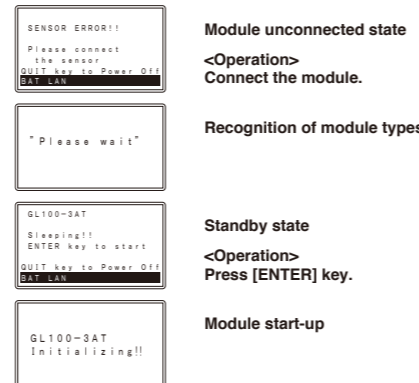 SENSOR ERROR!!
Please connect
the sensor
QUIT key to Power Off
BAT LAN
Module unconnected state
<Operation>
Connect the module.
"Please wait"
Recognition of module types
GL100-3AT
Sleeping!!
ENTER key to start
QUIT key to Power Off
BAT LAN
Standby state
<Operation>
Press [ENTER] key.
GL100-3AT
Initializing!!
Module start-up